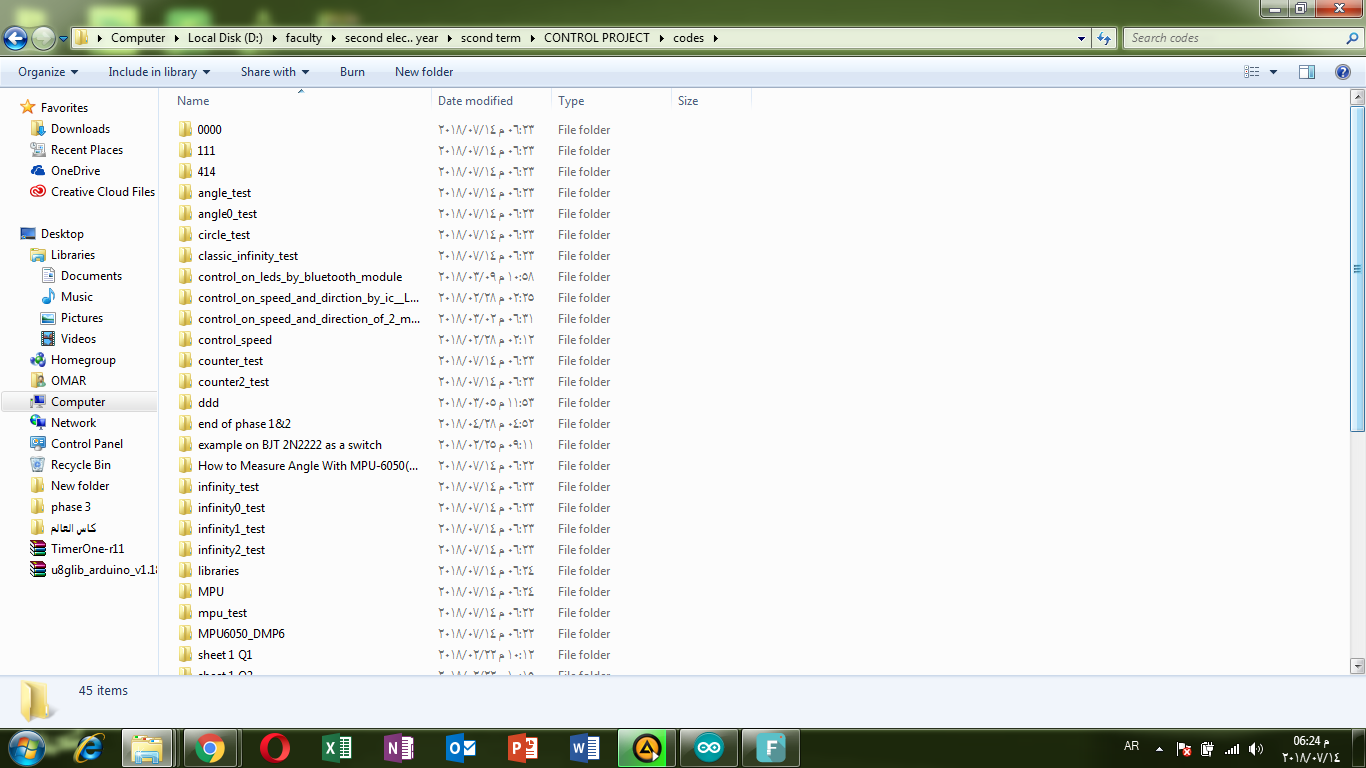 Computer Local Disk (D:) faculty second elec.. year scond term CONTROL PROJECT codes
Search codes
Organize Include in library Share with Burn New folder
Favorites
Downloads
Recent Places
OneDrive
Creative Cloud Files
Desktop
Libraries
Documents
Music
Pictures
Videos
Homegroup
OMAR
Computer
Network
Control Panel
Recycle Bin
New folder
phase 3
كاس العالم
TimerOne-r11
u8glib_arduino_v1.18
Name Date modified Type Size
0000 ٢٠١٨/٠٧/١٤ م ٠٦:٢٣ File folder
111 ٢٠١٨/٠٧/١٤ م ٠٦:٢٣ File folder
414 ٢٠١٨/٠٧/١٤ م ٠٦:٢٣ File folder
angle_test ٢٠١٨/٠٧/١٤ م ٠٦:٢٣ File folder
angle0_test ٢٠١٨/٠٧/١٤ م ٠٦:٢٣ File folder
circle_test ٢٠١٨/٠٧/١٤ م ٠٦:٢٣ File folder
classic_infinity_test ٢٠١٨/٠٧/١٤ م ٠٦:٢٣ File folder
control_on_leds_by_bluetooth_module ٢٠١٨/٠٣/٠٩ م ١٠:٥٨ File folder
control_on_speed_and_dirction_by_ic__L... ٢٠١٨/٠٢/٢٨ م ٠٢:٢٥ File folder
control_on_speed_and_direction_of_2_m... ٢٠١٨/٠٣/٠٢ م ٠٦:٣١ File folder
control_speed ٢٠١٨/٠٢/٢٨ م ٠٢:١٢ File folder
counter_test ٢٠١٨/٠٧/١٤ م ٠٦:٢٣ File folder
counter2_test ٢٠١٨/٠٧/١٤ م ٠٦:٢٣ File folder
ddd ٢٠١٨/٠٣/٠٥ م ١١:٥٣ File folder
end of phase 1&2 ٢٠١٨/٠٤/٢٨ م ٠٤:٥٢ File folder
example on BJT 2N2222 as a switch ٢٠١٨/٠٢/٢٥ م ٠٩:١١ File folder
How to Measure Angle With MPU-6050(... ٢٠١٨/٠٧/١٤ م ٠٦:٢٢ File folder
infinity_test ٢٠١٨/٠٧/١٤ م ٠٦:٢٣ File folder
infinity0_test ٢٠١٨/٠٧/١٤ م ٠٦:٢٣ File folder
infinity1_test ٢٠١٨/٠٧/١٤ م ٠٦:٢٣ File folder
infinity2_test ٢٠١٨/٠٧/١٤ م ٠٦:٢٣ File folder
libraries ٢٠١٨/٠٧/١٤ م ٠٦:٢٤ File folder
MPU ٢٠١٨/٠٧/١٤ م ٠٦:٢٤ File folder
mpu_test ٢٠١٨/٠٧/١٤ م ٠٦:٢٢ File folder
MPU6050_DMP6 ٢٠١٨/٠٧/١٤ م ٠٦:٢٢ File folder
sheet 1 Q1 ٢٠١٨/٠٢/٢٢ م ١٠:١٢ File folder
45 items
AR
06:24 م
٢٠١٨/٠٧/١٤